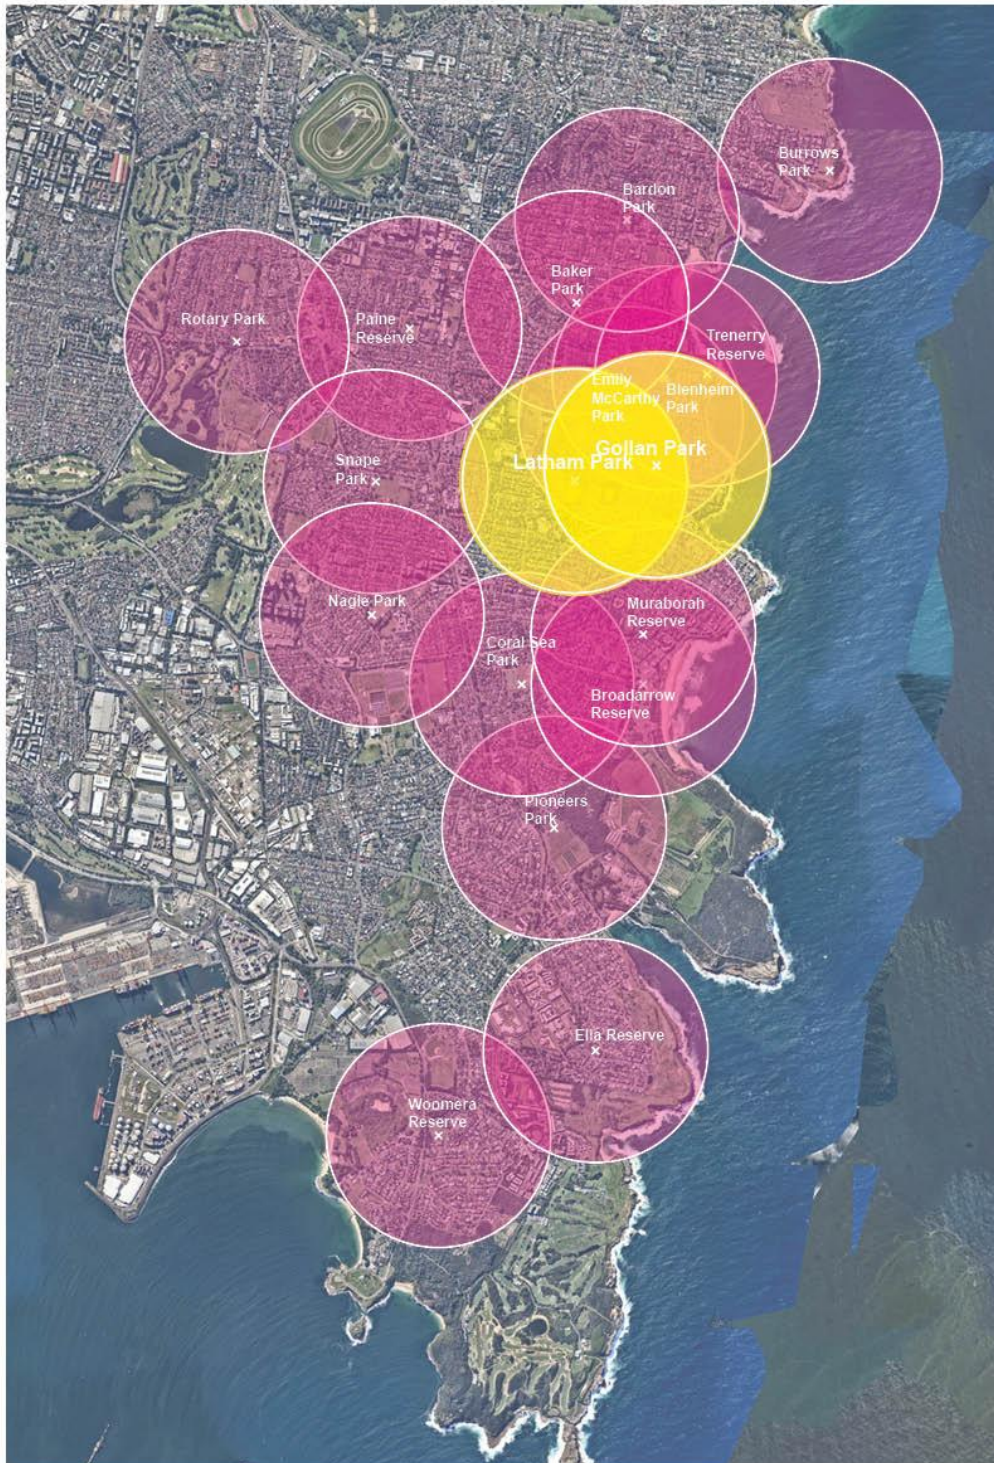 Burrows
Park
Bardon
Park
Baker
Park
Rotary Park
Paine
Reserve
Trenerry
Reserve
Emily
McCarthy
Park
Blenheim
Park
Gollan Park
Latham Park
Snape
Park
Nagle Park
Muraborah
Reserve
Coral Sea
Park
Broadarrow
Reserve
Pioneers
Park
Ella Reserve
Woomera
Reserve